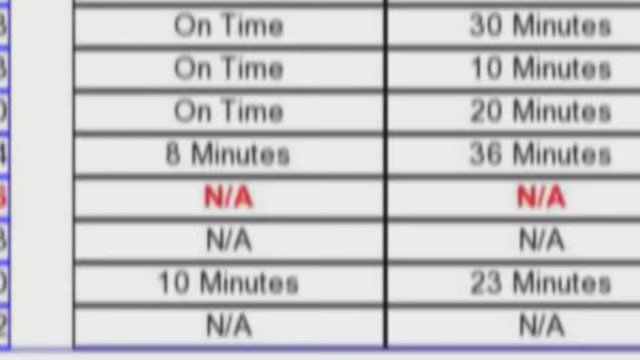 On Time 30 Minutes
On Time 10 Minutes
On Time 20 Minutes
8 Minutes 36 Minutes
N/A N/A
N/A N/A
10 Minutes 23 Minutes
N/A N/A